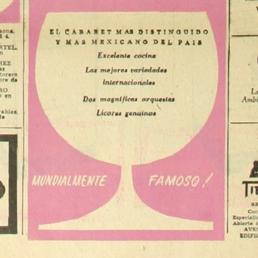 EL CABARET MAS DISTINGUIDO
Y MAS MEXICANO DEL PAIS
Excelente cocina
Las mejores variedades
internacionales
Dos magníficas orquestas
Licores genuinos
MUNDIALMENTE FAMOSO!